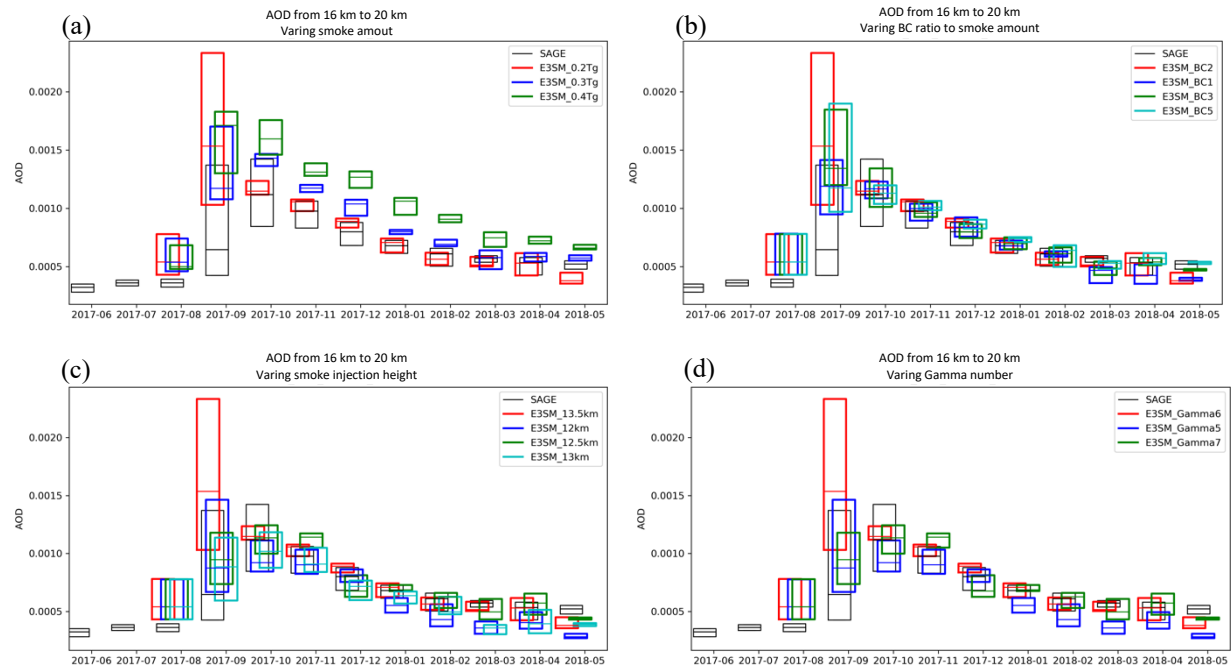 (a)
AOD from 16 km to 20 km
Varing smoke amout
SAGE
E3SM_0.2Tg
E3SM_0.3Tg
E3SM_0.4Tg
AOD
0.0020
0.0015
0.0010
0.0005
2017-06 2017-07 2017-08 2017-09 2017-10 2017-11 2017-12 2018-01 2018-02 2018-03 2018-04 2018-05
(b)
AOD from 16 km to 20 km
Varing BC ratio to smoke amount
SAGE
E3SM_BC2
E3SM_BC1
E3SM_BC3
E3SM_BC5
AOD
0.0020
0.0015
0.0010
0.0005
2017-06 2017-07 2017-08 2017-09 2017-10 2017-11 2017-12 2018-01 2018-02 2018-03 2018-04 2018-05
(c)
AOD from 16 km to 20 km
Varing smoke injection height
SAGE
E3SM_13.5km
E3SM_12km
E3SM_12.5km
E3SM_13km
AOD
0.0020
0.0015
0.0010
0.0005
2017-06 2017-07 2017-08 2017-09 2017-10 2017-11 2017-12 2018-01 2018-02 2018-03 2018-04 2018-05
(d)
AOD from 16 km to 20 km
Varing Gamma number
SAGE
E3SM_Gamma6
E3SM_Gamma5
E3SM_Gamma7
AOD
0.0020
0.0015
0.0010
0.0005
2017-06 2017-07 2017-08 2017-09 2017-10 2017-11 2017-12 2018-01 2018-02 2018-03 2018-04 2018-05